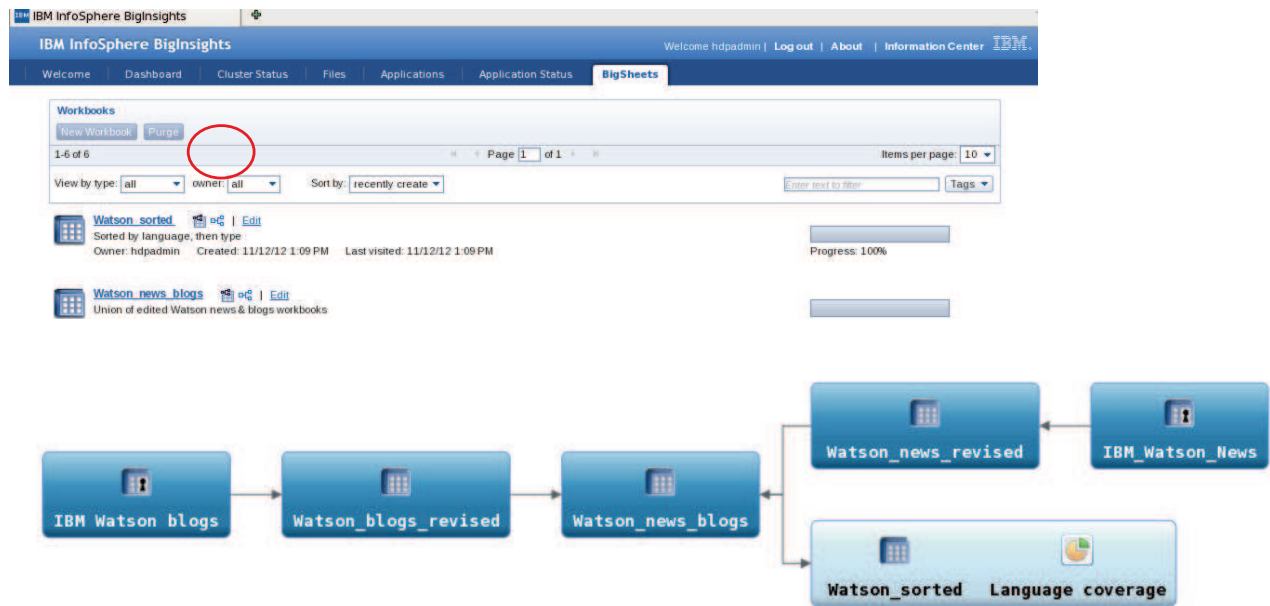 IBM IBM InfoSphere BigInsights
IBM InfoSphere BigInsights
Welcome hdpadmin | Log out | About | Information Center IBM.
Welcome Dashboard Cluster Status Files Applications Application Status BigSheets
Workbooks
New Workbook Purge
1-6 of 6 Page 1 of 1 Items per page: 10
View by type: all owner: all Sort by: recently create Enter text to filter Tags
Watson_sorted | Edit
Sorted by language, then type
Owner: hdpadmin Created: 11/12/12 1:09 PM Last visited: 11/12/12 1:09 PM Progress: 100%
Watson_news_blogs | Edit
Union of edited Watson news & blogs workbooks
Watson_news_revised IBM_Watson_News
IBM Watson blogs Watson_blogs_revised Watson_news_blogs
Watson_sorted Language coverage